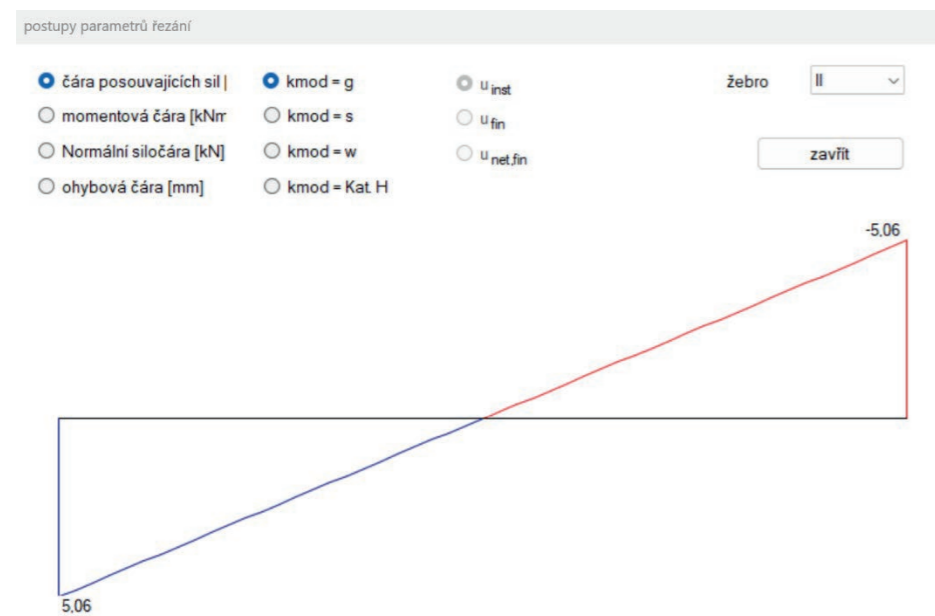 postupy parametrů řezání
čára posouvajících sil | kmod = g u inst žebro II
momentová čára [kNm kmod = s u fin
Normální siločára [kN] kmod = w u net,fin zavřít
ohybová čára [mm] kmod = Kat. H
-5,06
5,06